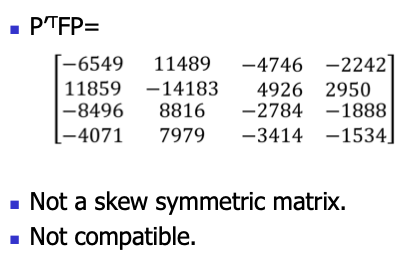 P'ᵀFP=
−6549 11489 −4746 −2242
11859 −14183 4926 2950
−8496 8816 −2784 −1888
−4071 7979 −3414 −1534
Not a skew symmetric matrix.
Not compatible.